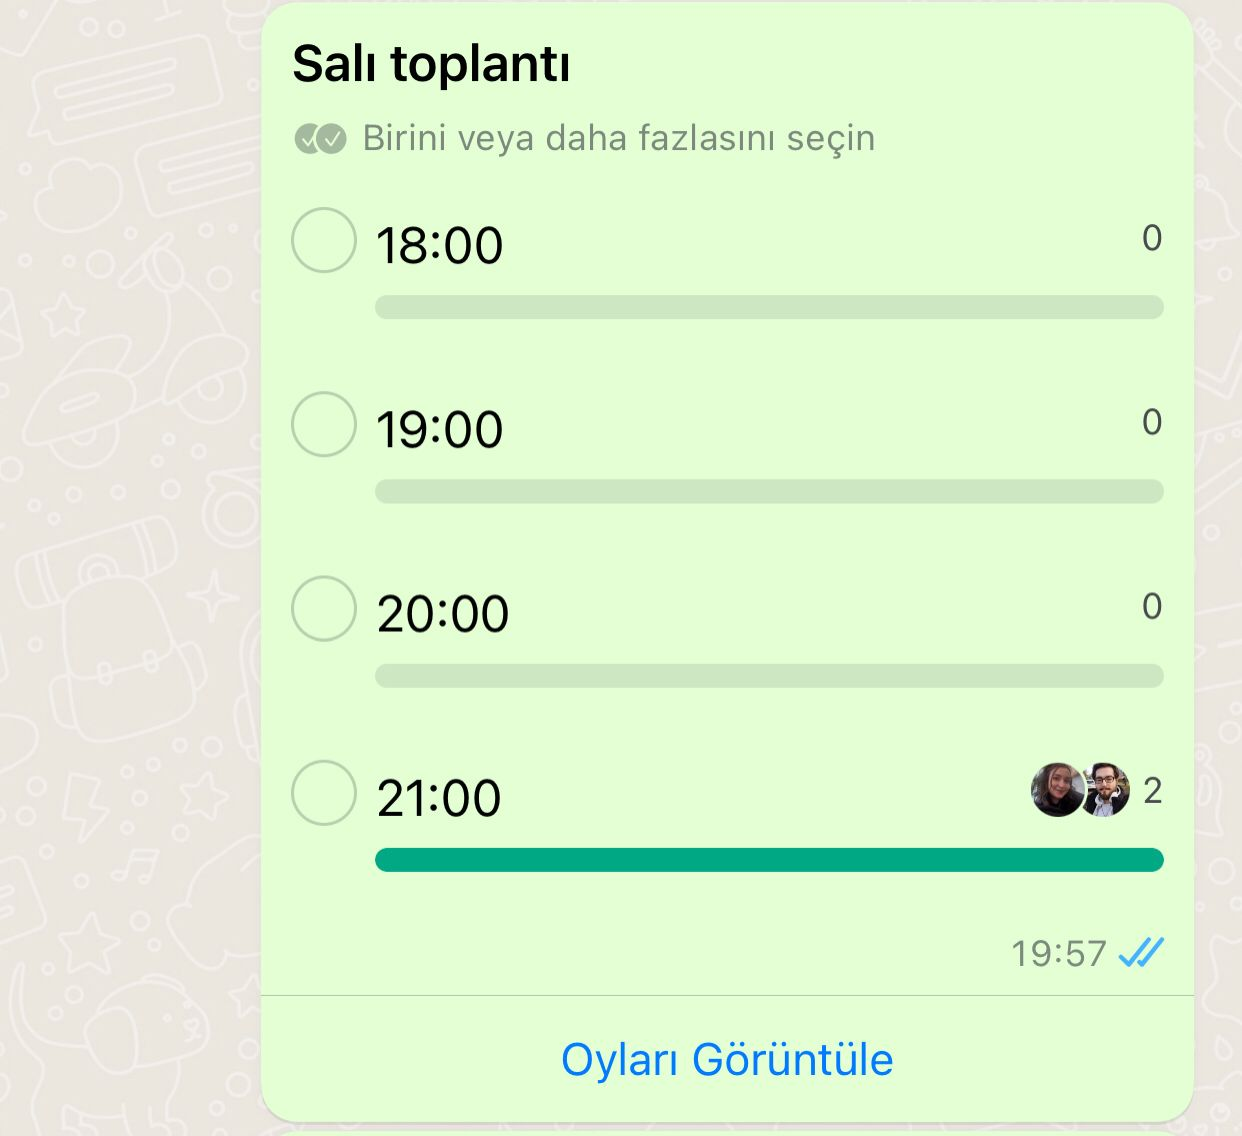 Salı toplantı
Birini veya daha fazlasını seçin
18:00 0
19:00 0
20:00 0
21:00 2
19:57
Oyları Görüntüle